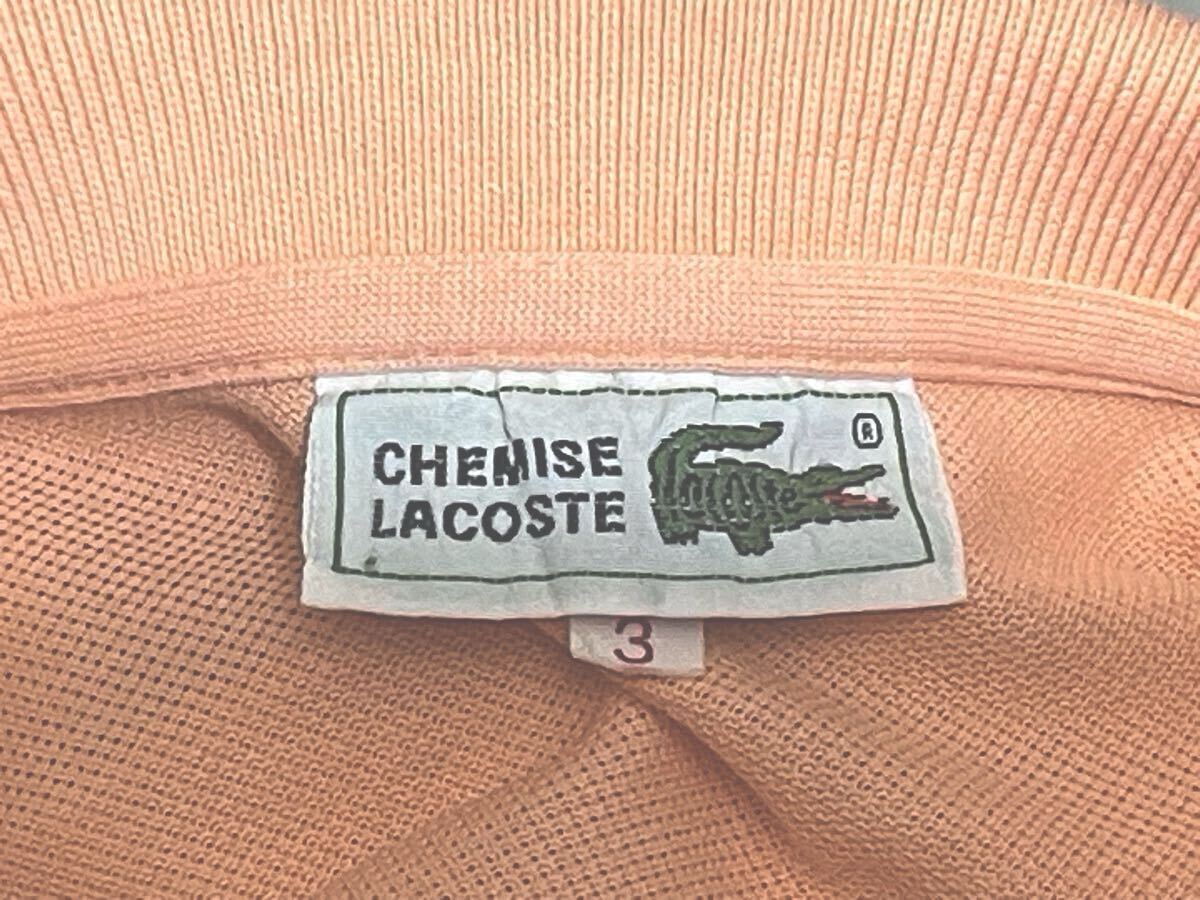 CHEMISE
LACOSTE
®
3